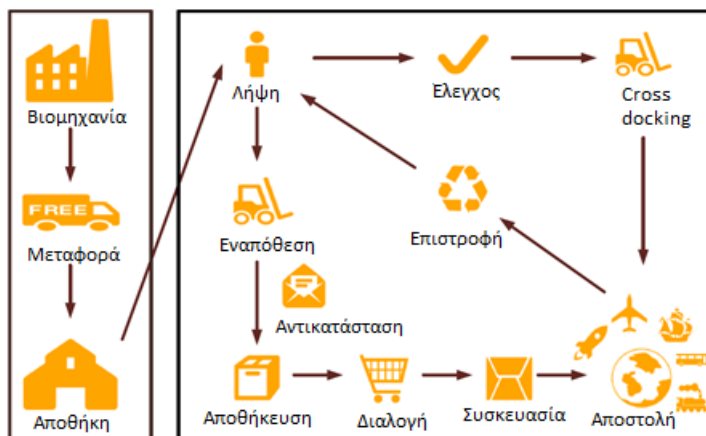 Βιομηχανία
FREE
Μεταφορά
Αποθήκη
Λήψη
Έλεγχος
Cross
docking
Εναπόθεση
Επιστροφή
Αντικατάσταση
Αποθήκευση
Διαλογή
Συσκευασία
Αποστολή